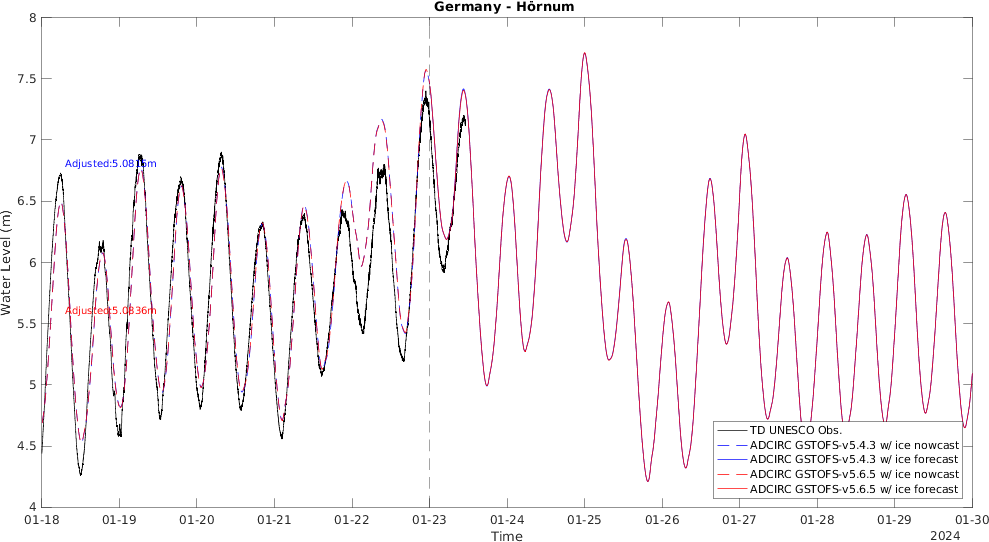 Germany - Hörnum
Water Level (m)
8
7.5
7
6.5
6
5.5
5
4.5
4
Adjusted:5.0816m
Adjusted:5.0836m
TD UNESCO Obs.
ADCIRC GSTOFS-v5.4.3 w/ ice nowcast
ADCIRC GSTOFS-v5.4.3 w/ ice forecast
ADCIRC GSTOFS-v5.6.5 w/ ice nowcast
ADCIRC GSTOFS-v5.6.5 w/ ice forecast
01-18 01-19 01-20 01-21 01-22 01-23 01-24 01-25 01-26 01-27 01-28 01-29 01-30
Time
2024